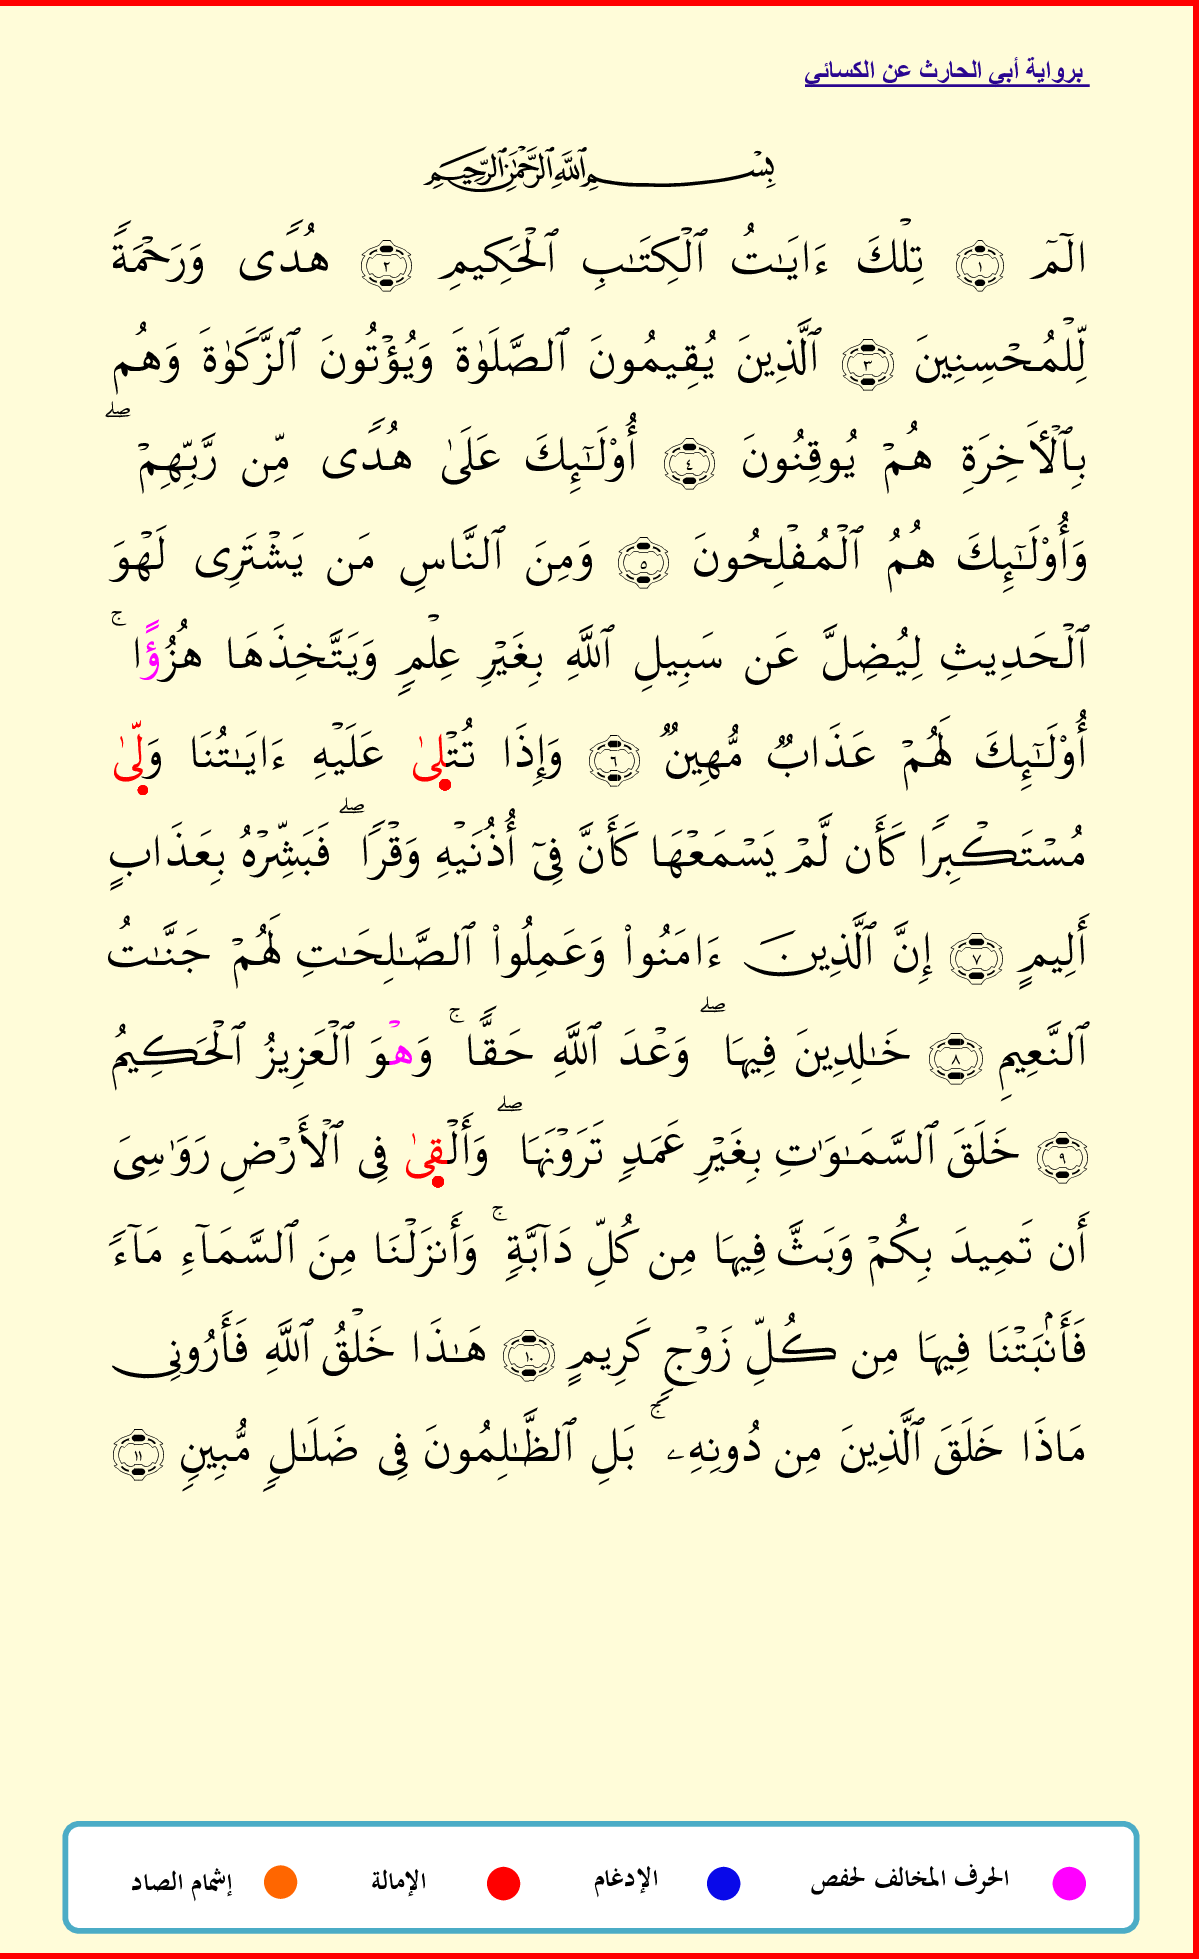 برواية أبي الحارث عن الكسائي
بِسْمِ ٱللَّهِ ٱلرَّحْمَٰنِ ٱلرَّحِيمِ
الٓمٓ ١ تِلْكَ ءَايَٰتُ ٱلْكِتَٰبِ ٱلْحَكِيمِ ٢ هُدًى وَرَحْمَةً
لِّلْمُحْسِنِينَ ٣ ٱلَّذِينَ يُقِيمُونَ ٱلصَّلَوٰةَ وَيُؤْتُونَ ٱلزَّكَوٰةَ وَهُم
بِٱلْأَخِرَةِ هُمْ يُوقِنُونَ ٤ أُوْلَٰٓئِكَ عَلَىٰ هُدًى مِّن رَّبِّهِمْ ۖ
وَأُوْلَٰٓئِكَ هُمُ ٱلْمُفْلِحُونَ ٥ وَمِنَ ٱلنَّاسِ مَن يَشْتَرِى لَهْوَ
ٱلْحَدِيثِ لِيُضِلَّ عَن سَبِيلِ ٱللَّهِ بِغَيْرِ عِلْمٍ وَيَتَّخِذَهَا هُزُؤًا ۚ
أُوْلَٰٓئِكَ لَهُمْ عَذَابٌ مُّهِينٌ ٦ وَإِذَا تُتْلِىٰ عَلَيْهِ ءَايَٰتُنَا وَلِّىٰ
مُسْتَكْبِرًا كَأَن لَّمْ يَسْمَعْهَا كَأَنَّ فِىٓ أُذُنَيْهِ وَقْرًا ۖ فَبَشِّرْهُ بِعَذَابٍ
أَلِيمٍ ٧ إِنَّ ٱلَّذِينَ ءَامَنُوا۟ وَعَمِلُوا۟ ٱلصَّٰلِحَٰتِ لَهُمْ جَنَّٰتُ
ٱلنَّعِيمِ ٨ خَٰلِدِينَ فِيهَا ۖ وَعْدَ ٱللَّهِ حَقًّا ۚ وَهْوَ ٱلْعَزِيزُ ٱلْحَكِيمُ
٩ خَلَقَ ٱلسَّمَٰوَٰتِ بِغَيْرِ عَمَدٍ تَرَوْنَهَا ۖ وَأَلْقِىٰ فِى ٱلْأَرْضِ رَوَٰسِىَ
أَن تَمِيدَ بِكُمْ وَبَثَّ فِيهَا مِن كُلِّ دَآبَّةٍ ۚ وَأَنزَلْنَا مِنَ ٱلسَّمَآءِ مَآءً
فَأَنۢبَتْنَا فِيهَا مِن كُلِّ زَوْجٍ كَرِيمٍ ١٠ هَٰذَا خَلْقُ ٱللَّهِ فَأَرُونِى
مَاذَا خَلَقَ ٱلَّذِينَ مِن دُونِهِۦ ۚ بَلِ ٱلظَّٰلِمُونَ فِى ضَلَٰلٍ مُّبِينٍ ١١
الحرف المخالف لحفص الإدغام الإمالة إشمام الصاد